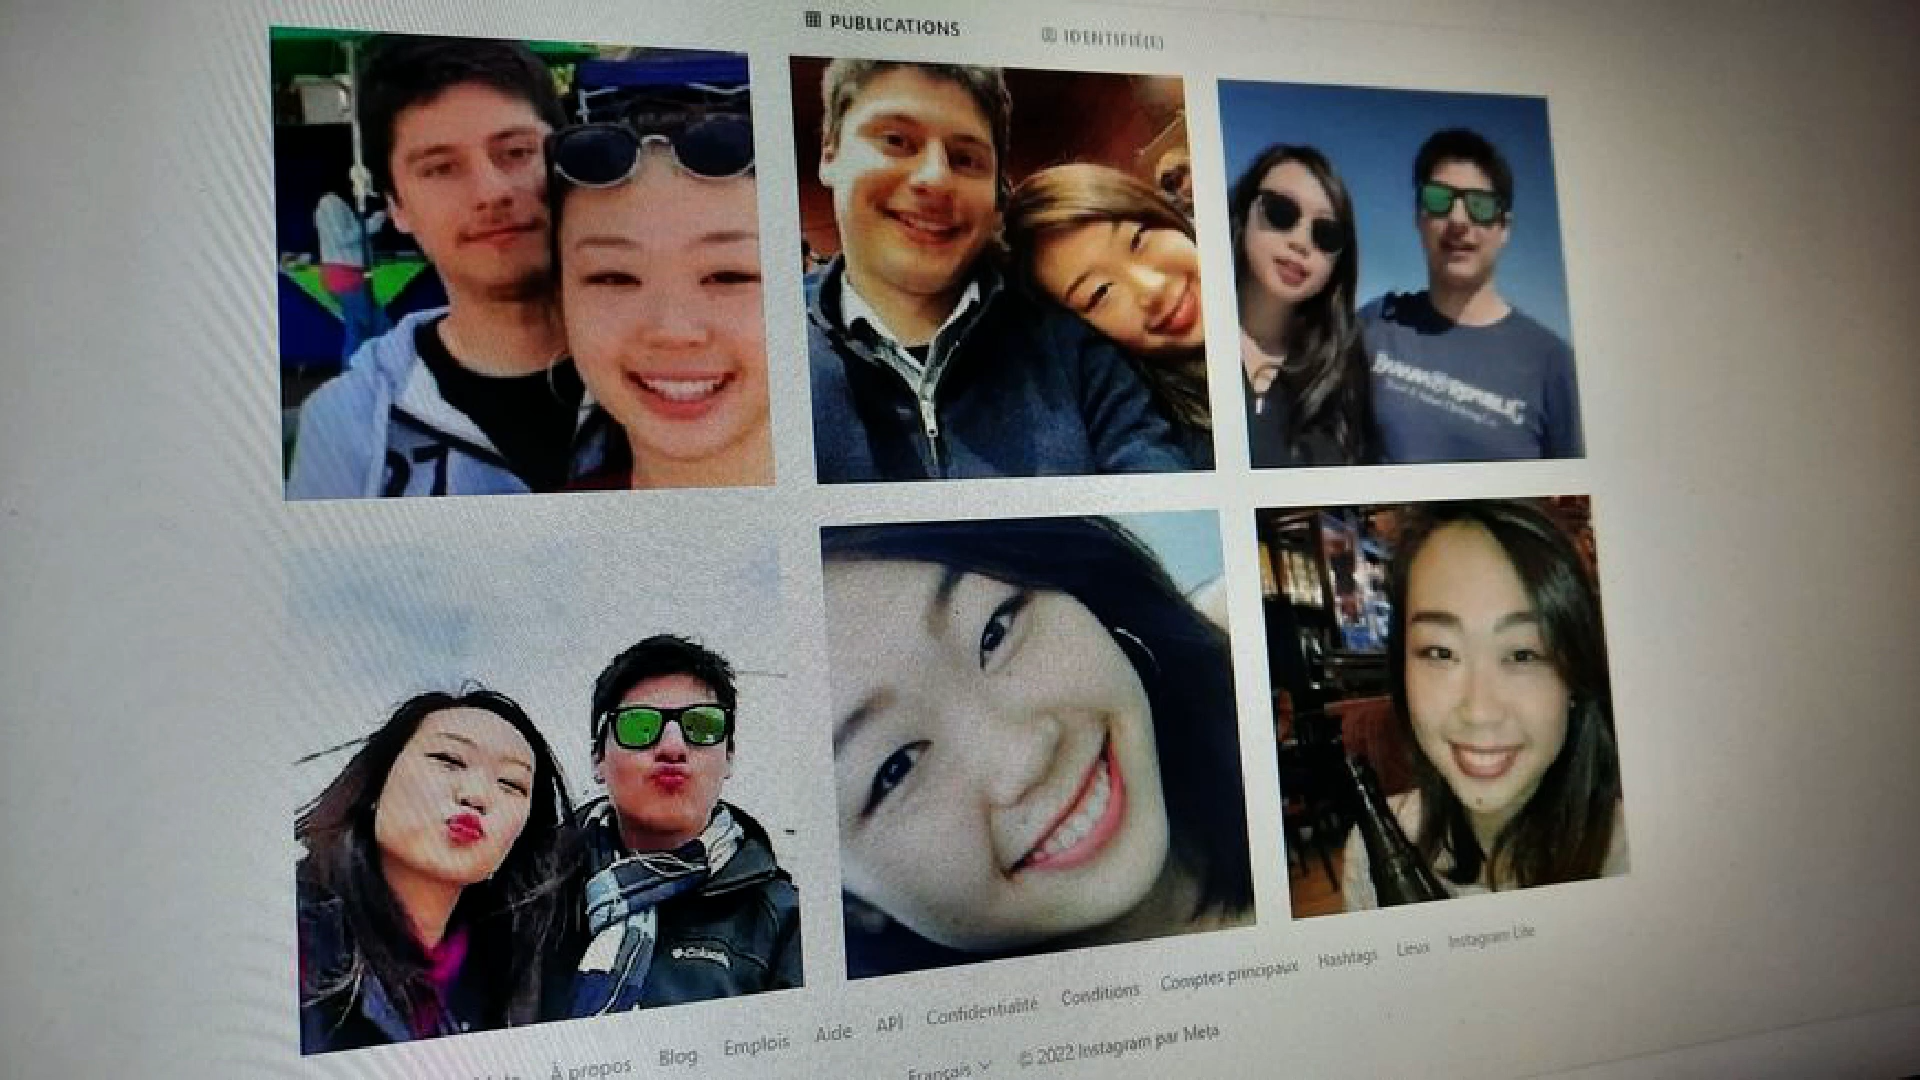 PUBLICATIONS IDENTIFIÉ(E)
Columbia
À propos Blog Emplois Aide API Confidentialité Conditions Comptes principaux Hashtags Lieux Instagram Lite
Français © 2022 Instagram par Meta